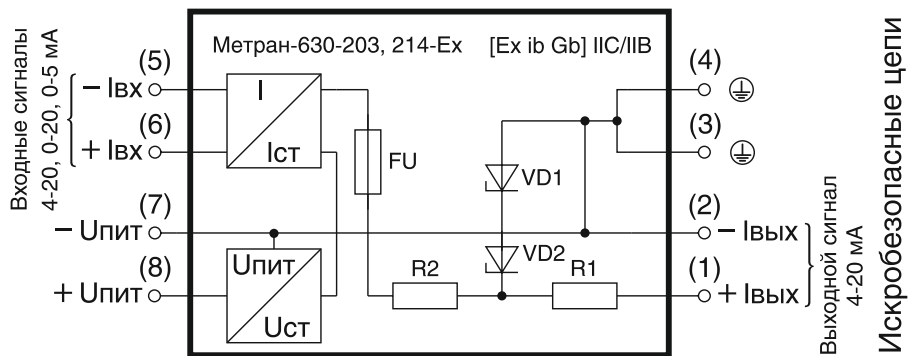 Метран-630-203, 214-Ex [Ex ib Gb] IIC/IIB
Входные сигналы
4-20, 0-20, 0-5 мА
(5)
– Iвх
(6)
+ Iвх
(7)
– Uпит
(8)
+ Uпит
I
Iст
FU
Uпит
Uст
VD1
VD2
R2
R1
(4)
(3)
(2)
– Iвых
(1)
+ Iвых
Выходной сигнал
4-20 мА
Искробезопасные цепи